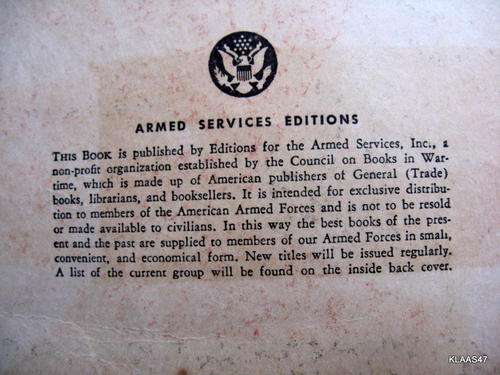 ARMED SERVICES EDITIONS
THIS BOOK is published by Editions for the Armed Services, Inc., a
non-profit organization established by the Council on Books in War-
time, which is made up of American publishers of General (Trade)
books, librarians, and booksellers. It is intended for exclusive distribu-
tion to members of the American Armed Forces and is not to be resold
or made available to civilians. In this way the best books of the pres-
ent and the past are supplied to members of our Armed Forces in small,
convenient, and economical form. New titles will be issued regularly.
A list of the current group will be found on the inside back cover.
KLAAS47